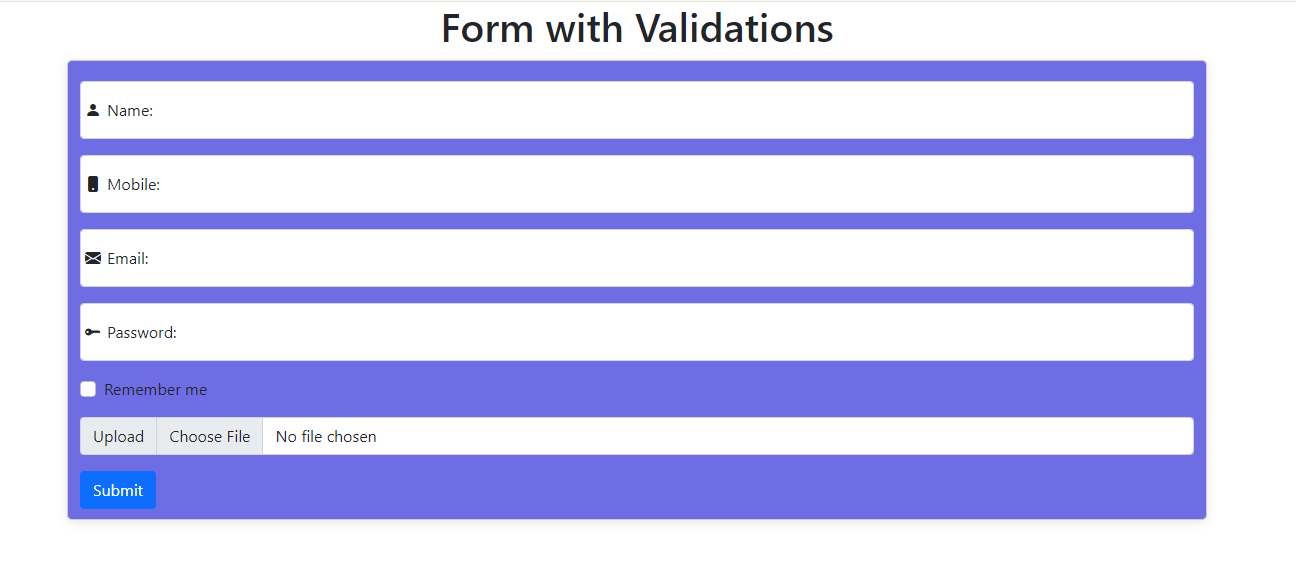 Form with Validations
Name:
Mobile:
Email:
Password:
Remember me
Upload Choose File No file chosen
Submit